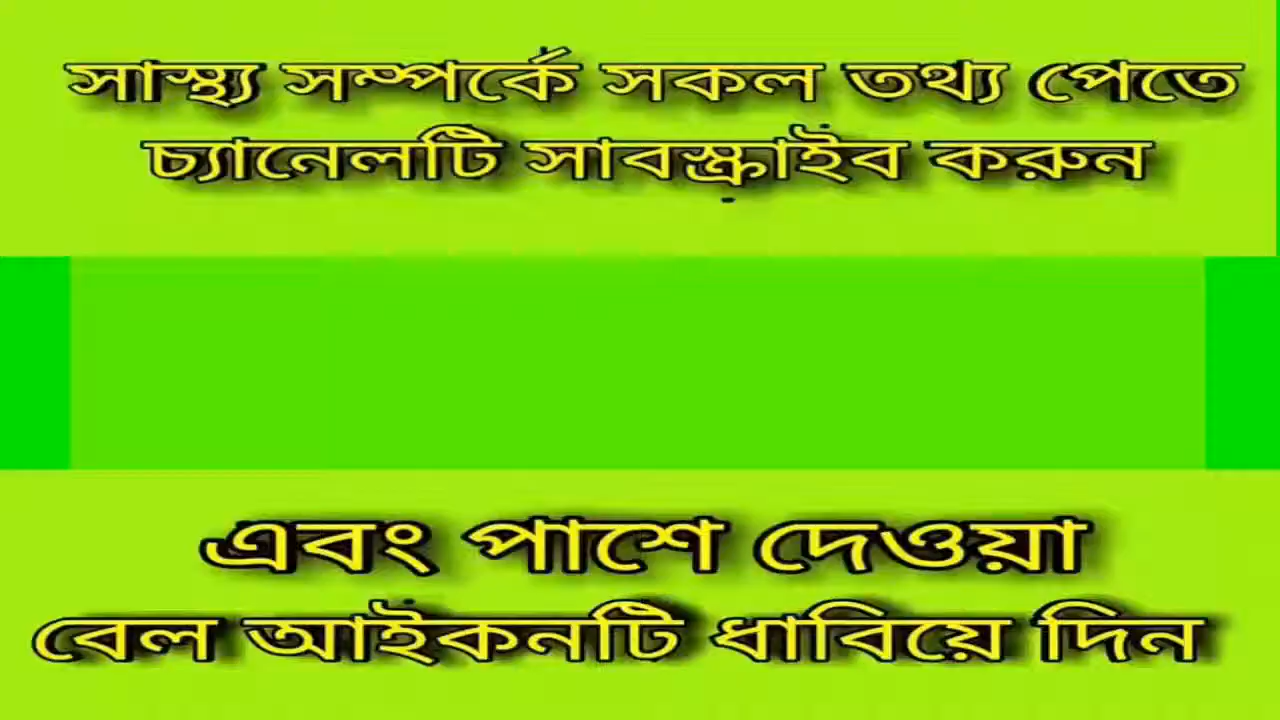 সাস্থ্য সম্পর্কে সকল তথ্য পেতে
চ্যানেলটি সাবস্ক্রাইব করুন
এবং পাশে দেওয়া
বেল আইকনটি ধাবিয়ে দিন